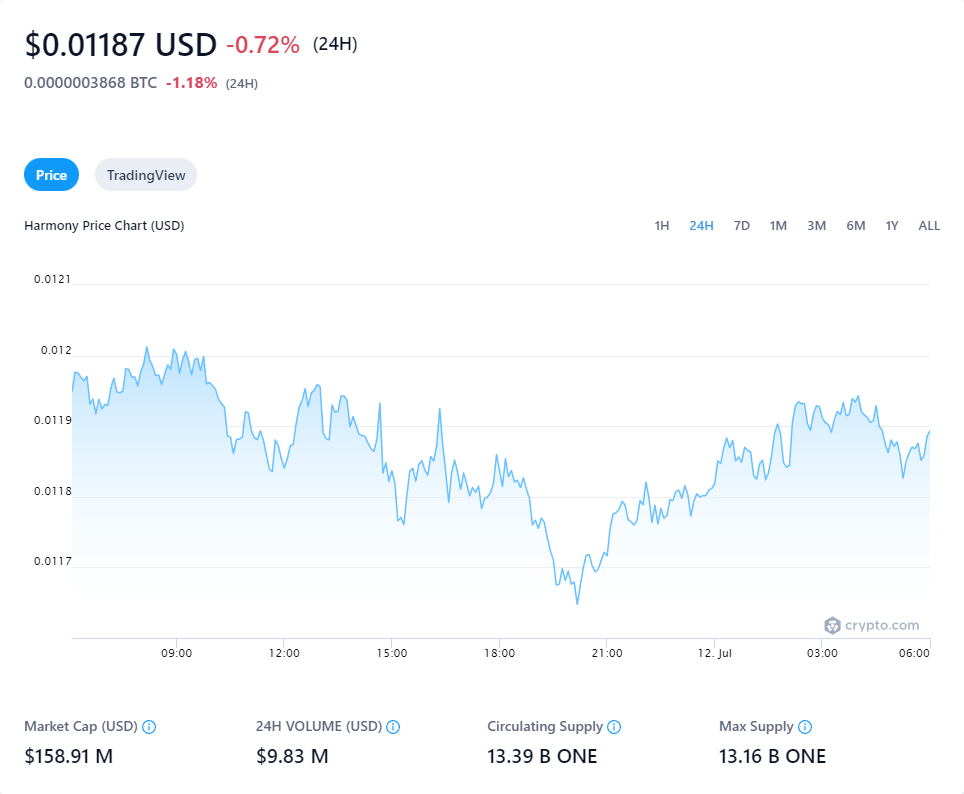 $0.01187 USD -0.72% (24H)
0.0000003868 BTC -1.18% (24H)
Price TradingView
Harmony Price Chart (USD) 1H 24H 7D 1M 3M 6M 1Y ALL
0.0121
0.012
0.0119
0.0118
0.0117
crypto.com
09:00 12:00 15:00 18:00 21:00 12. Jul 03:00 06:00
Market Cap (USD) 24H VOLUME (USD) Circulating Supply Max Supply
$158.91 M $9.83 M 13.39 B ONE 13.16 B ONE